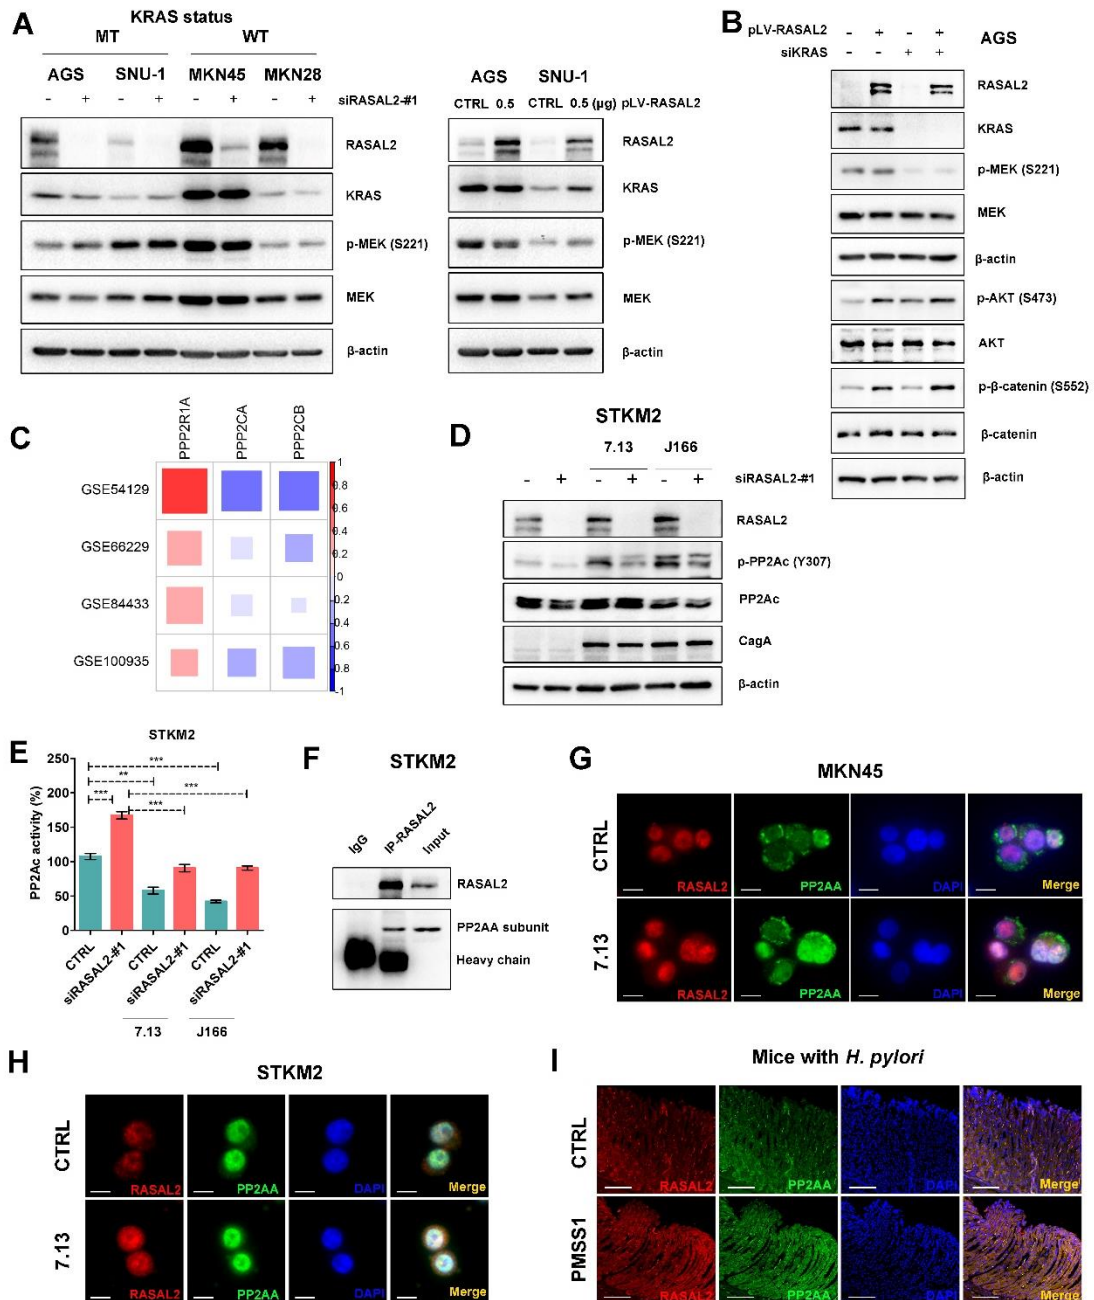 A
KRAS status
MT WT
AGS SNU-1 MKN45 MKN28
- + - + - + - + siRASAL2-#1
RASAL2
KRAS
p-MEK (S221)
MEK
β-actin
AGS SNU-1
CTRL 0.5 CTRL 0.5 (μg) pLV-RASAL2
RASAL2
KRAS
p-MEK (S221)
MEK
β-actin
B
pLV-RASAL2 - + - + AGS
siKRAS - - + +
RASAL2
KRAS
p-MEK (S221)
MEK
β-actin
p-AKT (S473)
AKT
p-β-catenin (S552)
β-catenin
β-actin
C
PPP2R1A
PPP2CA
PPP2CB
GSE54129
GSE66229
GSE84433
GSE100935
1
0.8
0.6
0.4
0.2
0
0.2
0.4
0.6
0.8
-1
D
STKM2
7.13 J166
- + - + - + siRASAL2-#1
RASAL2
p-PP2Ac (Y307)
PP2Ac
CagA
β-actin
E
STKM2
PP2Ac activity (%)
250
200
150
100
50
0
***
**
***
***
***
CTRL
siRASAL2-#1
CTRL
siRASAL2-#1
CTRL
siRASAL2-#1
7.13 J166
F
STKM2
IgG
IP-RASAL2
Input
RASAL2
PP2AA subunit
Heavy chain
G
MKN45
CTRL
RASAL2 PP2AA DAPI Merge
7.13
RASAL2 PP2AA DAPI Merge
H
STKM2
CTRL
RASAL2 PP2AA DAPI Merge
7.13
RASAL2 PP2AA DAPI Merge
I
Mice with H. pylori
CTRL
RASAL2 PP2AA DAPI Merge
PMSS1
RASAL2 PP2AA DAPI Merge